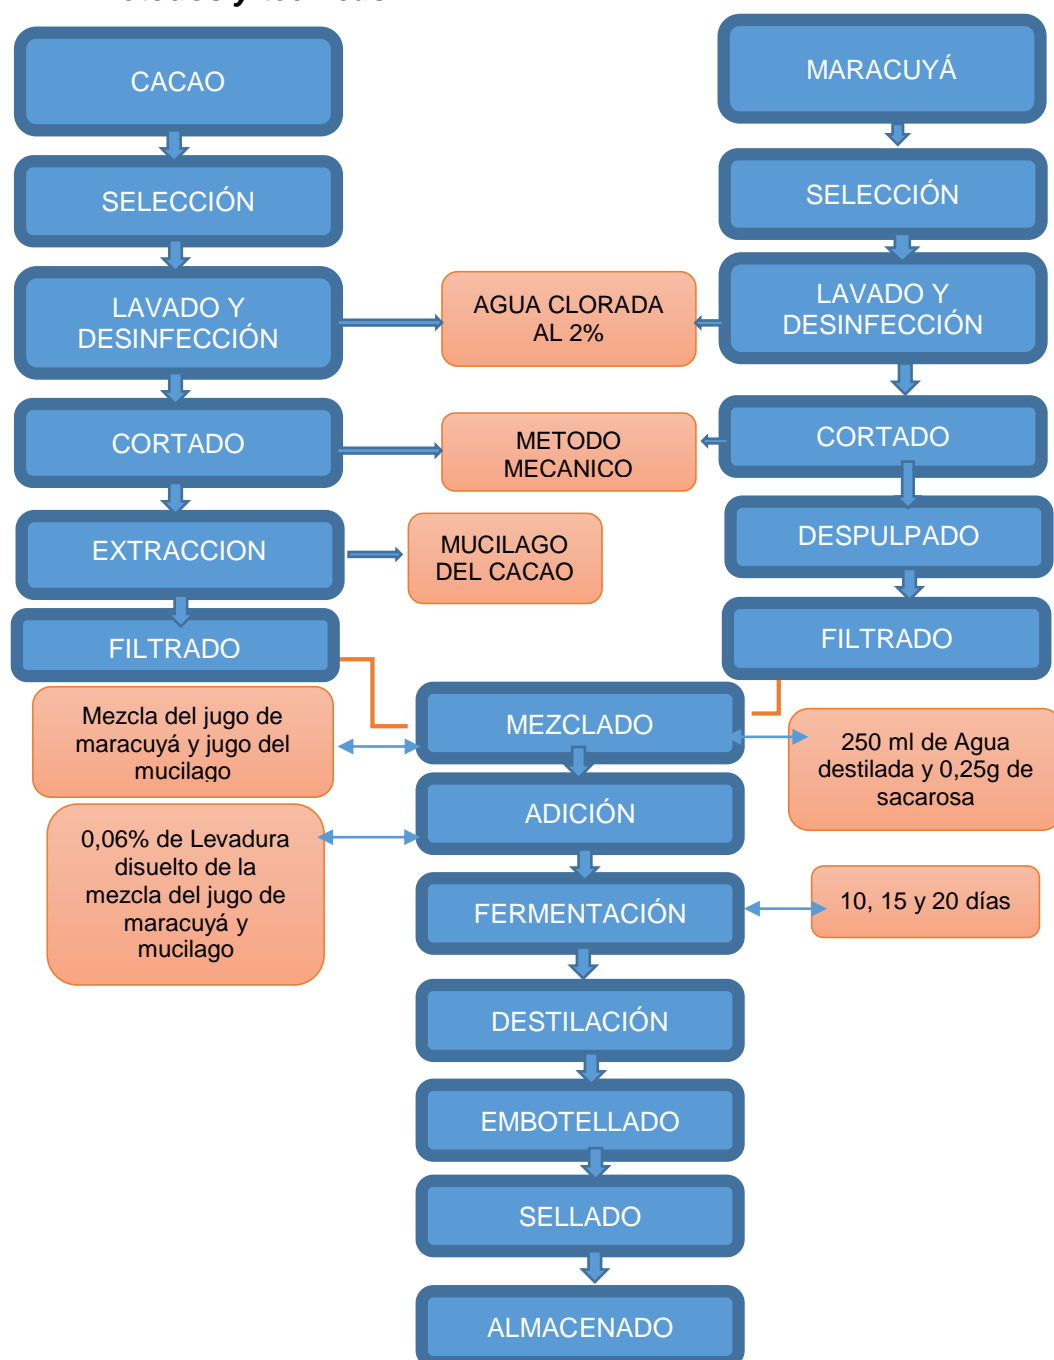 CACAO
MARACUYÁ
SELECCIÓN
SELECCIÓN
LAVADO Y
DESINFECCIÓN
AGUA CLORADA
AL 2%
LAVADO Y
DESINFECCIÓN
CORTADO
METODO
MECANICO
CORTADO
EXTRACCION
MUCILAGO
DEL CACAO
DESPULPADO
FILTRADO
FILTRADO
Mezcla del jugo de
maracuyá y jugo del
mucilago
MEZCLADO
250 ml de Agua
destilada y 0,25g de
sacarosa
ADICIÓN
0,06% de Levadura
disuelto de la
mezcla del jugo de
maracuyá y
mucilago
FERMENTACIÓN
10, 15 y 20 días
DESTILACIÓN
EMBOTELLADO
SELLADO
ALMACENADO